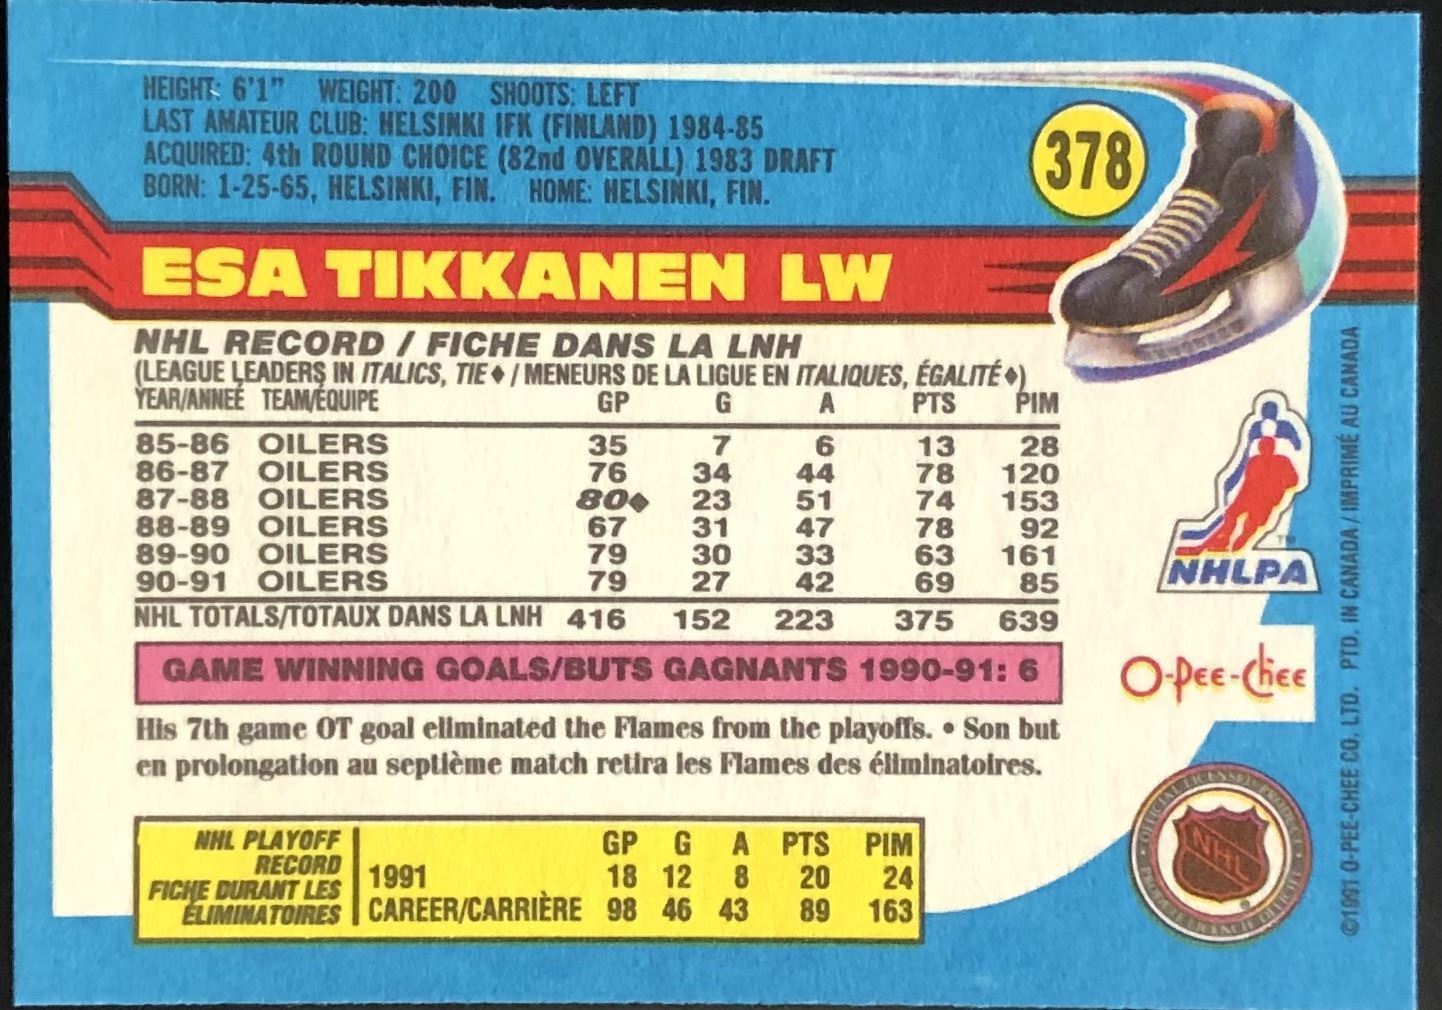 HEIGHT: 6'1" WEIGHT: 200 SHOOTS: LEFT
LAST AMATEUR CLUB: HELSINKI IFK (FINLAND) 1984-85
ACQUIRED: 4th ROUND CHOICE (82nd OVERALL) 1983 DRAFT
BORN: 1-25-65, HELSINKI, FIN. HOME: HELSINKI, FIN.
378
ESA TIKKANEN LW
NHL RECORD / FICHE DANS LA LNH
(LEAGUE LEADERS IN ITALICS, TIE♦ / MENEURS DE LA LIGUE EN ITALIQUES, ÉGALITÉ♦)
YEAR/ANNEÉ TEAM/ÉQUIPE GP G A PTS PIM
85-86 OILERS 35 7 6 13 28
86-87 OILERS 76 34 44 78 120
87-88 OILERS 80♦ 23 51 74 153
88-89 OILERS 67 31 47 78 92
89-90 OILERS 79 30 33 63 161
90-91 OILERS 79 27 42 69 85
NHL TOTALS/TOTAUX DANS LA LNH 416 152 223 375 639
GAME WINNING GOALS/BUTS GAGNANTS 1990-91: 6
His 7th game OT goal eliminated the Flames from the playoffs. • Son but
en prolongation au septième match retira les Flames des éliminatoires.
NHL PLAYOFF
RECORD
FICHE DURANT LES
ÉLIMINATOIRES
GP G A PTS PIM
1991 18 12 8 20 24
CAREER/CARRIÈRE 98 46 43 89 163
NHLPA
TM
O-Pee-Chee
OFFICIAL LICENSED PRODUCT
NHL
©1991 O-PEE-CHEE CO. LTD. PTD. IN CANADA / IMPRIMÉ AU CANADA